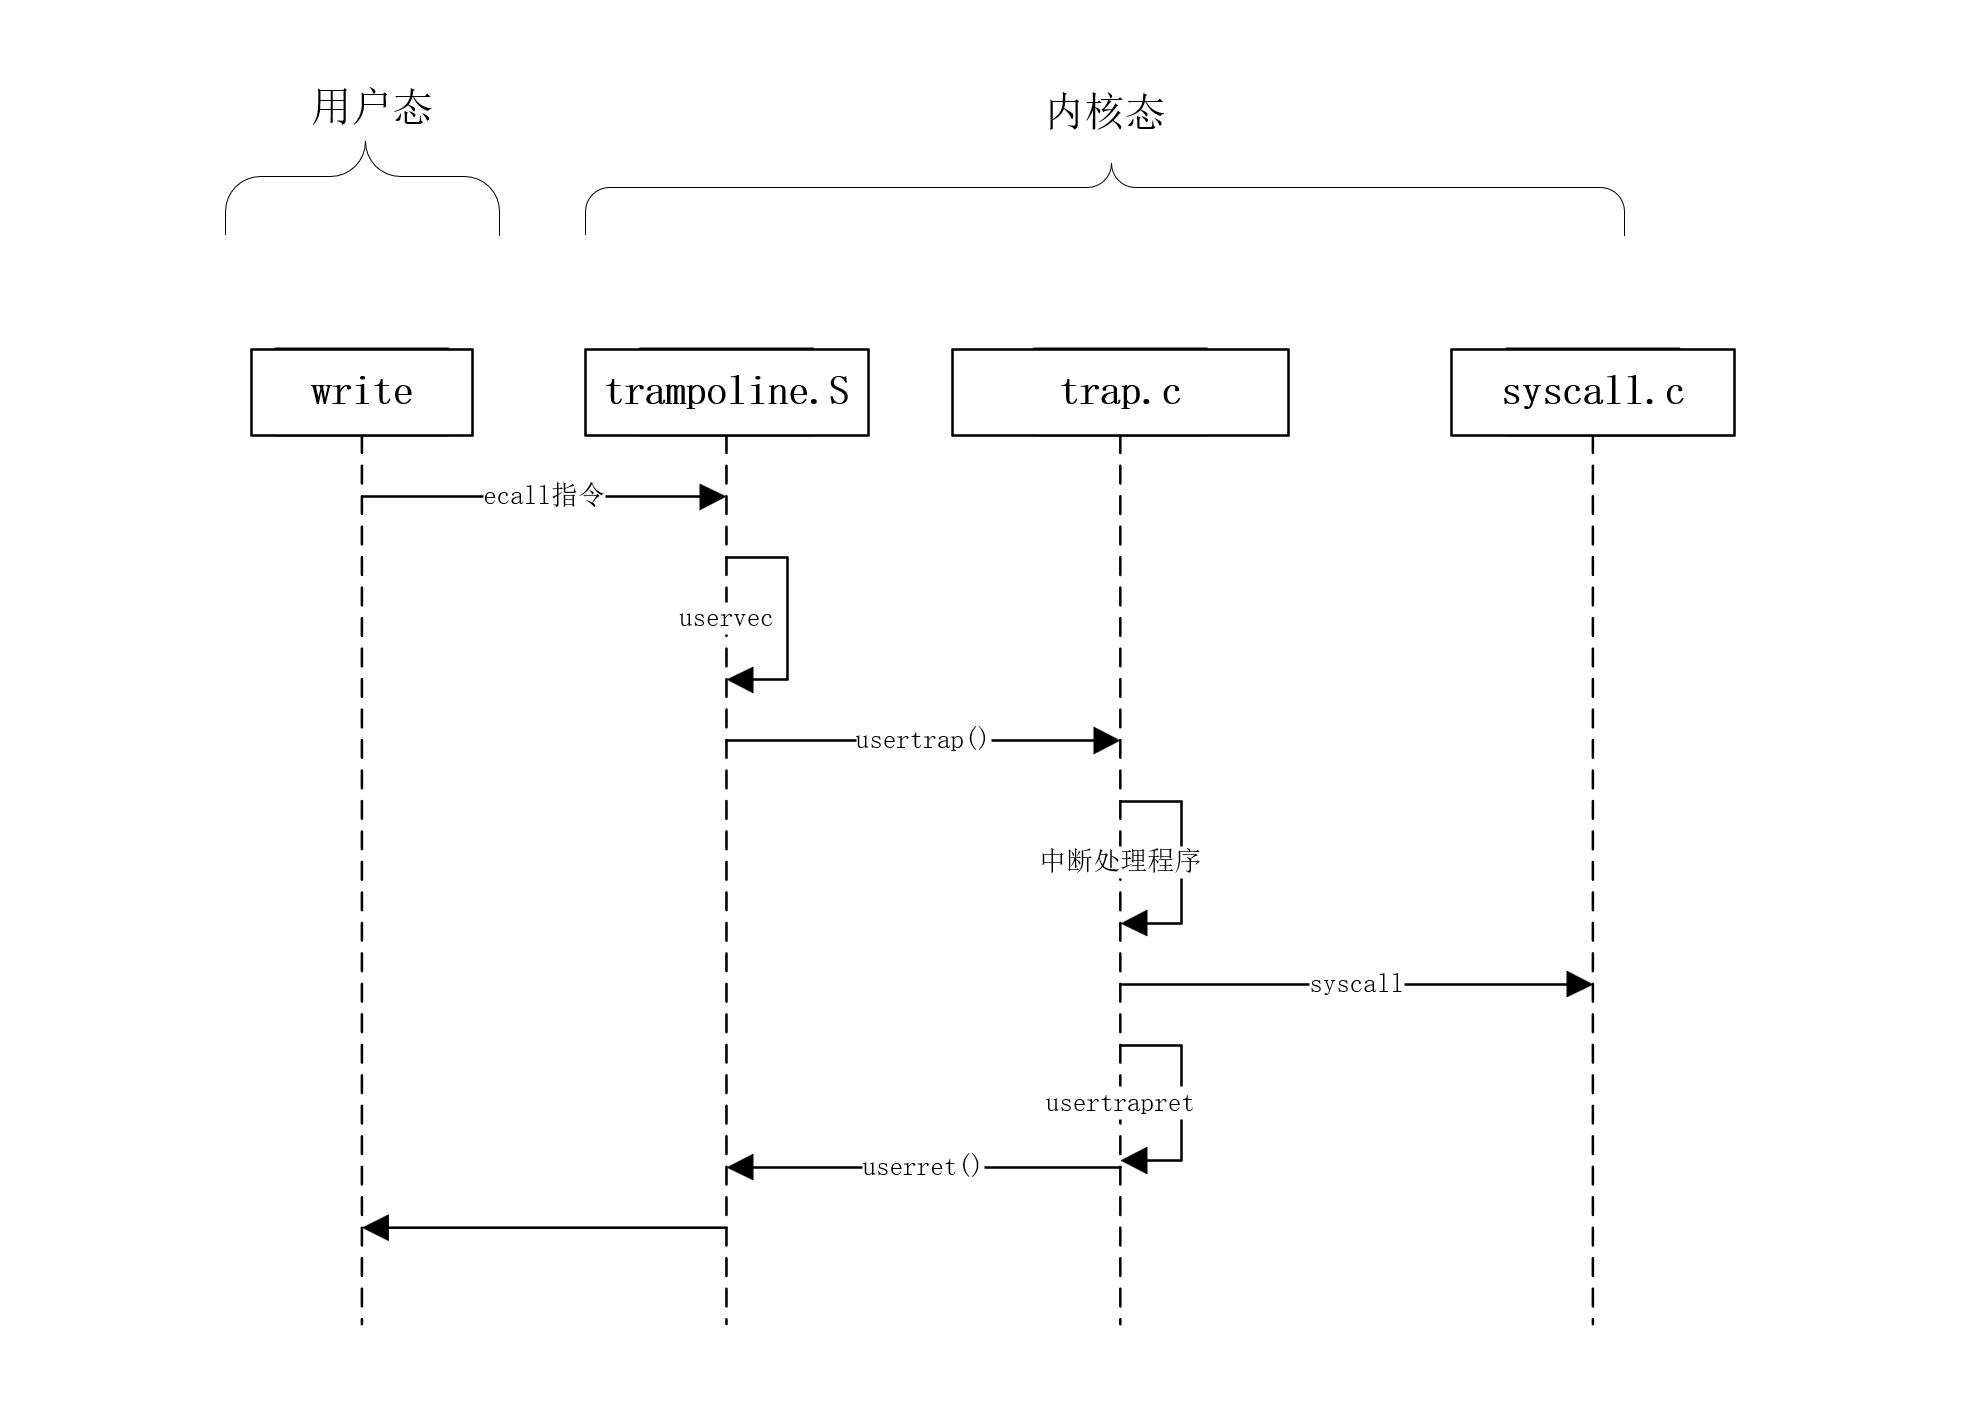 用户态
内核态
write
trampoline.S
trap.c
syscall.c
ecall指令
uservec
usertrap()
中断处理程序
syscall
usertrapret
userret()